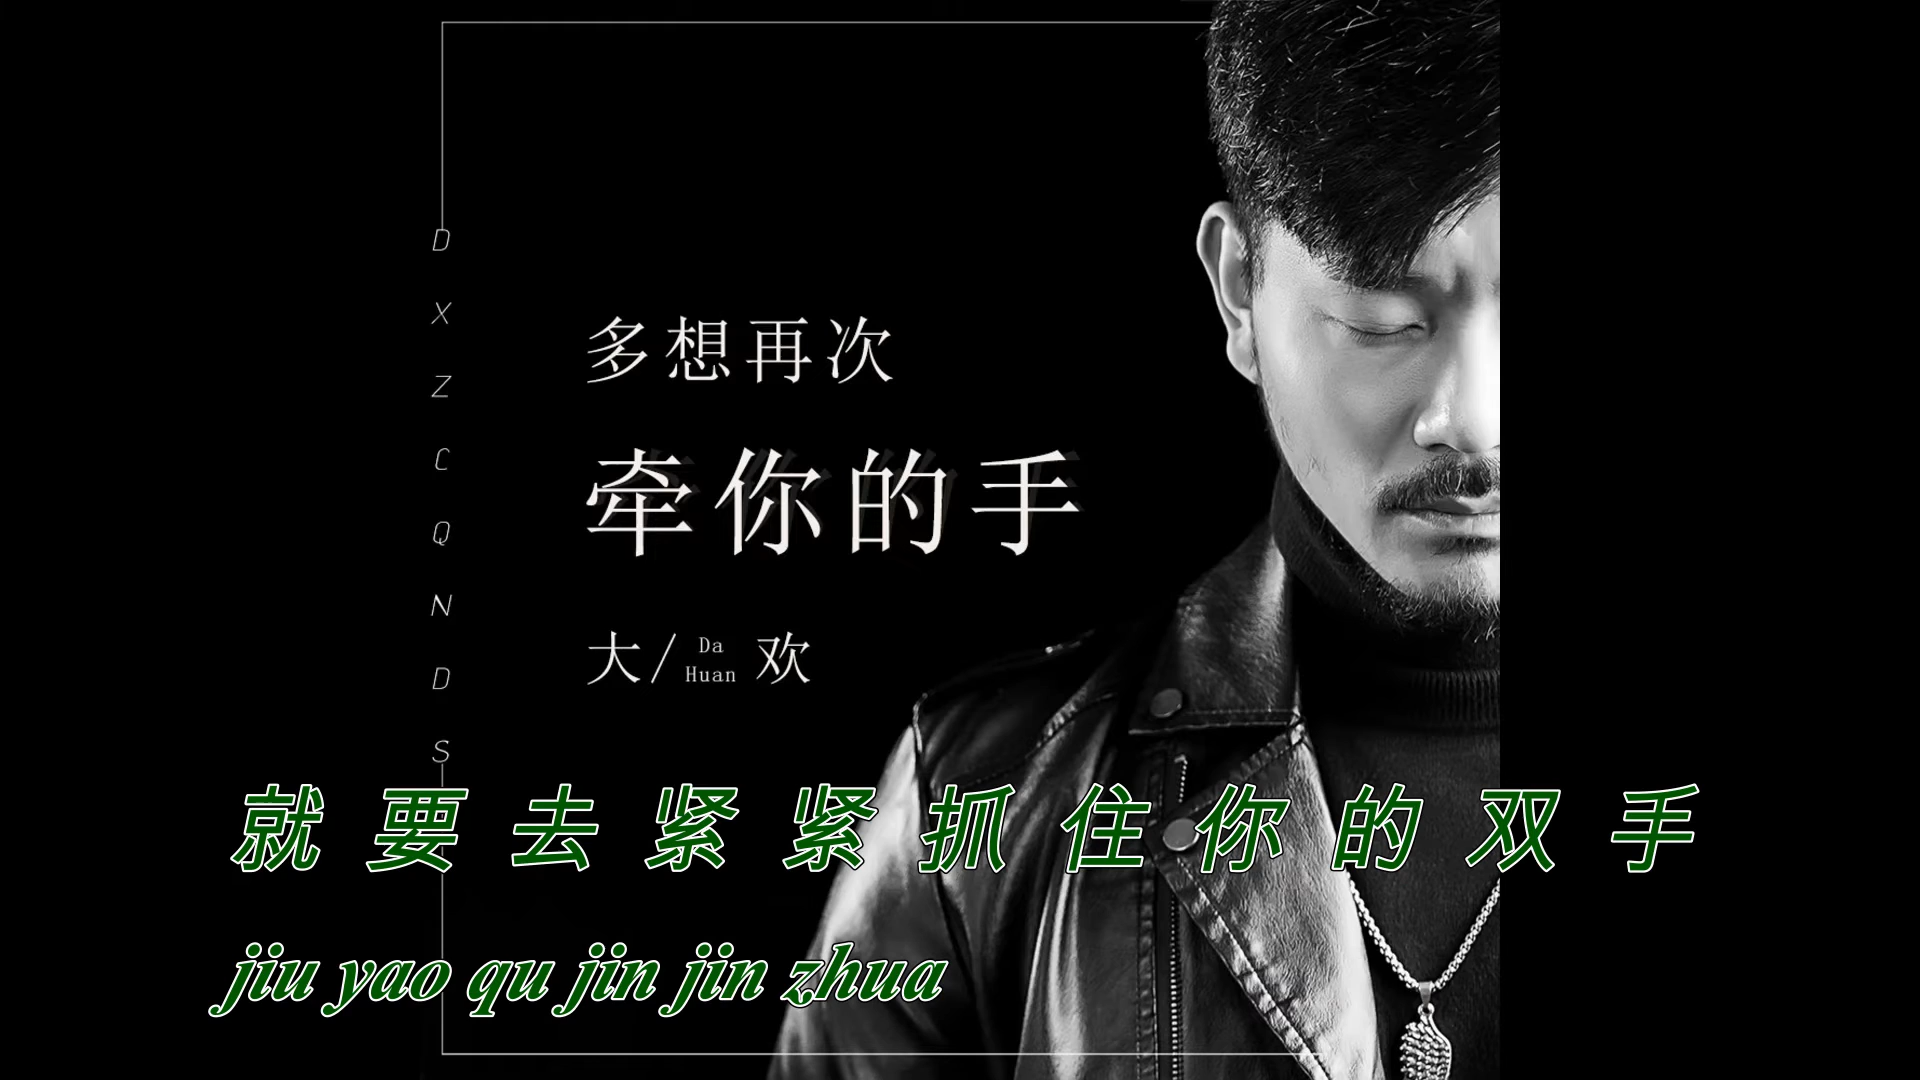 D
X
Z
C
Q
N
D
S
多想再次
牵你的手
大/ Da Huan 欢
就要去紧紧抓住你的双手
jiu yao qu jin jin zhua